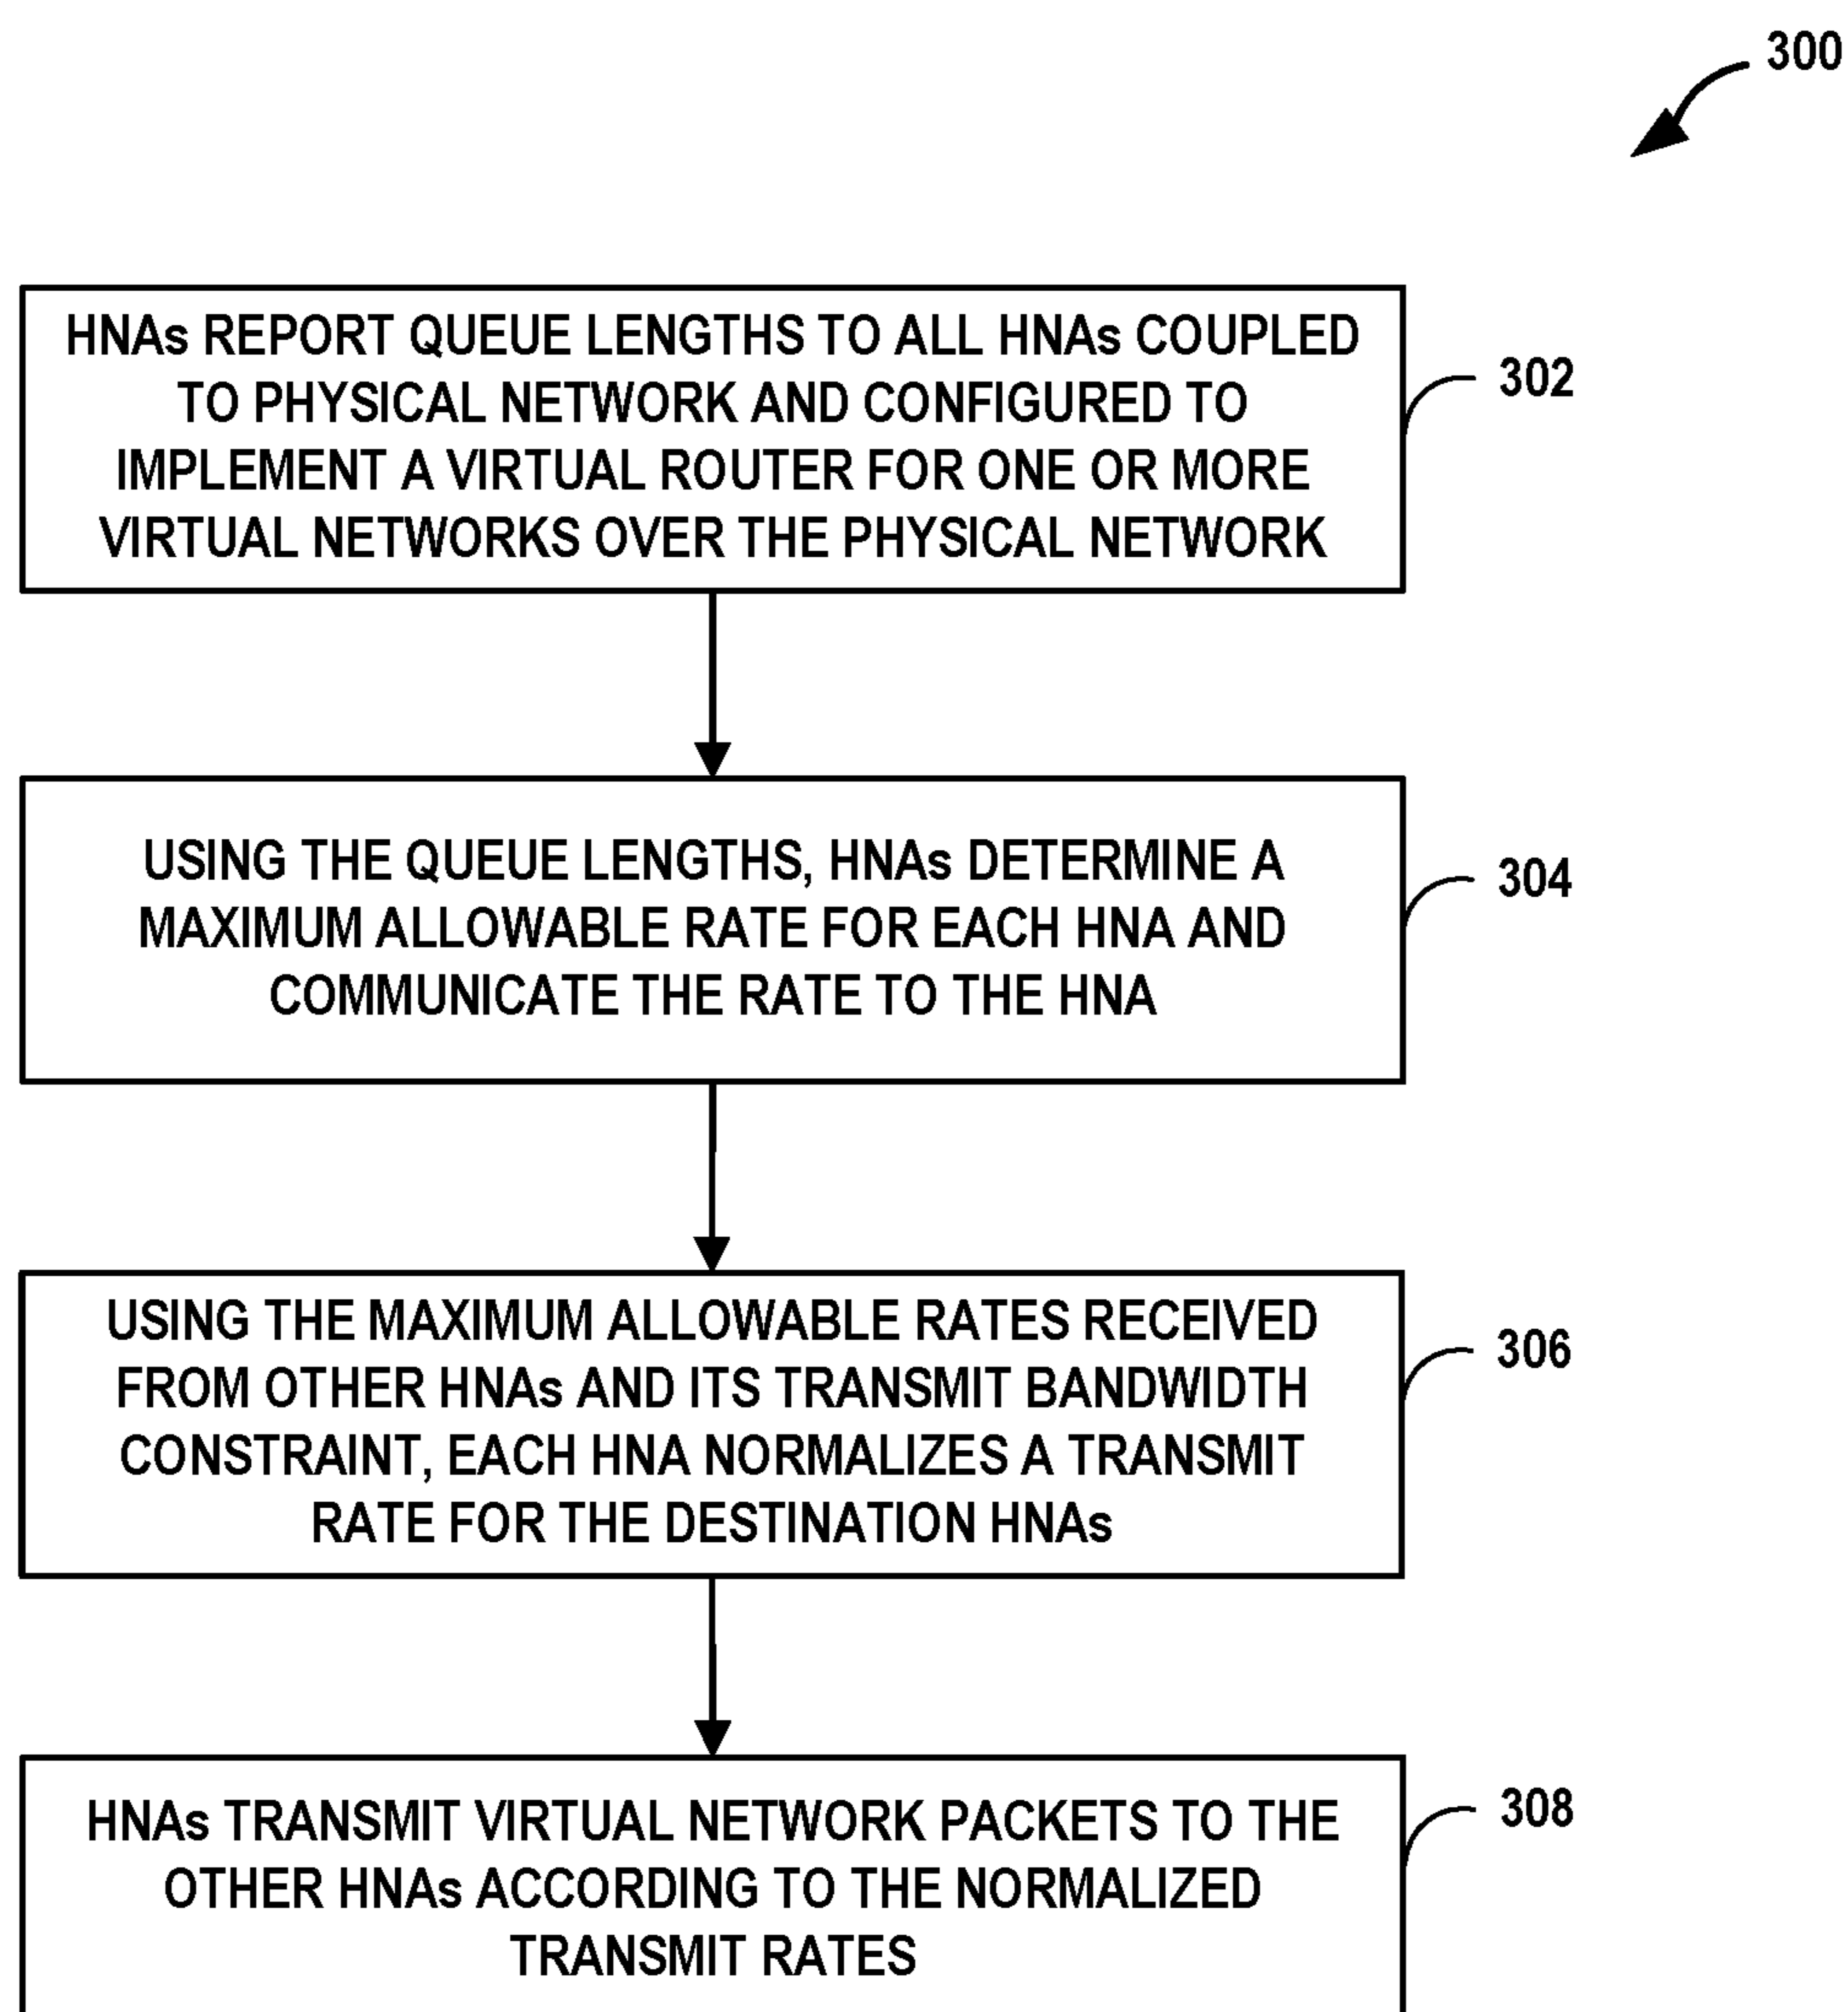 300
HNAs REPORT QUEUE LENGTHS TO ALL HNAs COUPLED
TO PHYSICAL NETWORK AND CONFIGURED TO
IMPLEMENT A VIRTUAL ROUTER FOR ONE OR MORE
VIRTUAL NETWORKS OVER THE PHYSICAL NETWORK
302
USING THE QUEUE LENGTHS, HNAs DETERMINE A
MAXIMUM ALLOWABLE RATE FOR EACH HNA AND
COMMUNICATE THE RATE TO THE HNA
304
USING THE MAXIMUM ALLOWABLE RATES RECEIVED
FROM OTHER HNAs AND ITS TRANSMIT BANDWIDTH
CONSTRAINT, EACH HNA NORMALIZES A TRANSMIT
RATE FOR THE DESTINATION HNAs
306
HNAs TRANSMIT VIRTUAL NETWORK PACKETS TO THE
OTHER HNAs ACCORDING TO THE NORMALIZED
TRANSMIT RATES
308